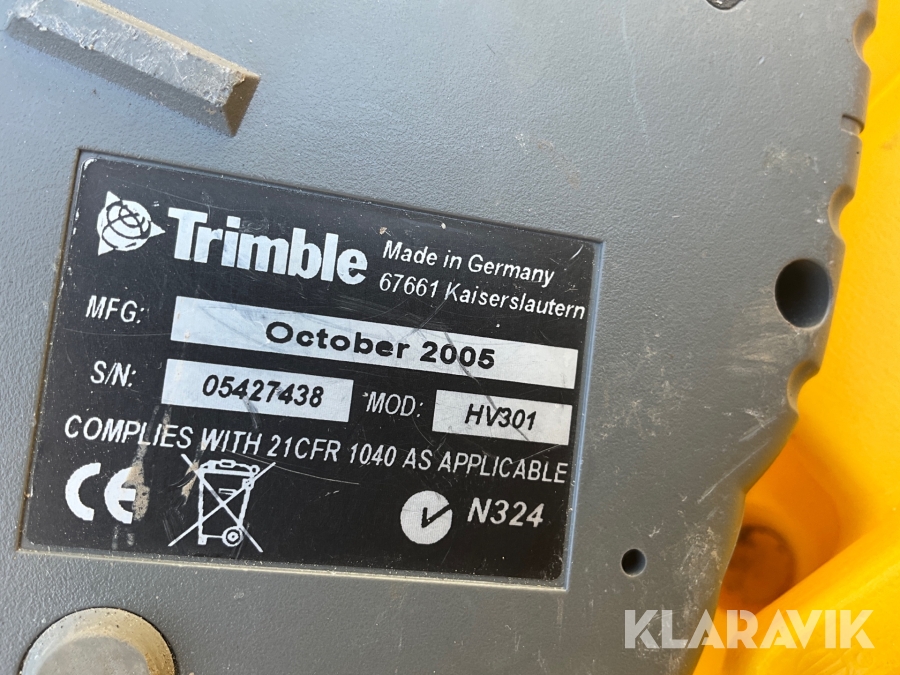 Trimble
Made in Germany
67661 Kaiserslautern
MFG: October 2005
S/N: 05427438 MOD: HV301
COMPLIES WITH 21CFR 1040 AS APPLICABLE
CE N324
KLARAVIK